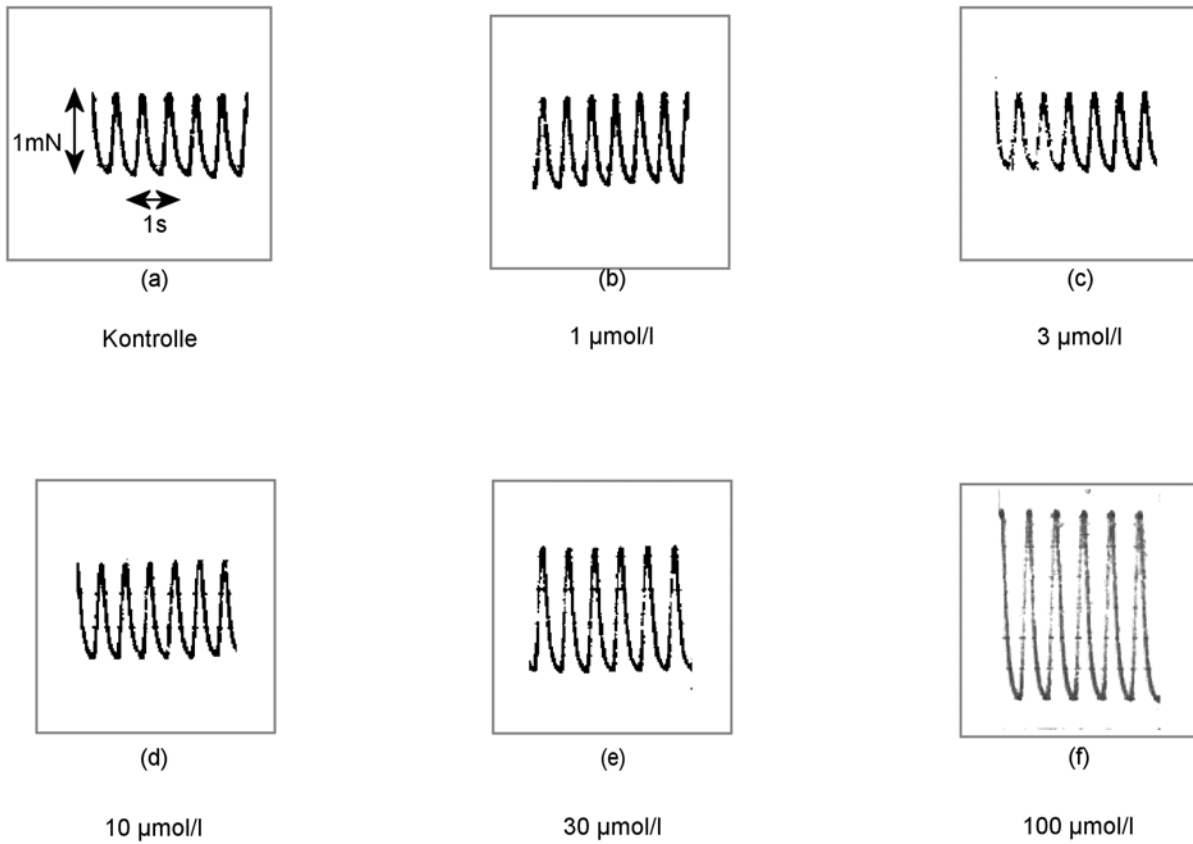 1mN
1s
(a)
(b)
(c)
Kontrolle
1 µmol/l
3 µmol/l
(d)
(e)
(f)
10 µmol/l
30 µmol/l
100 µmol/l